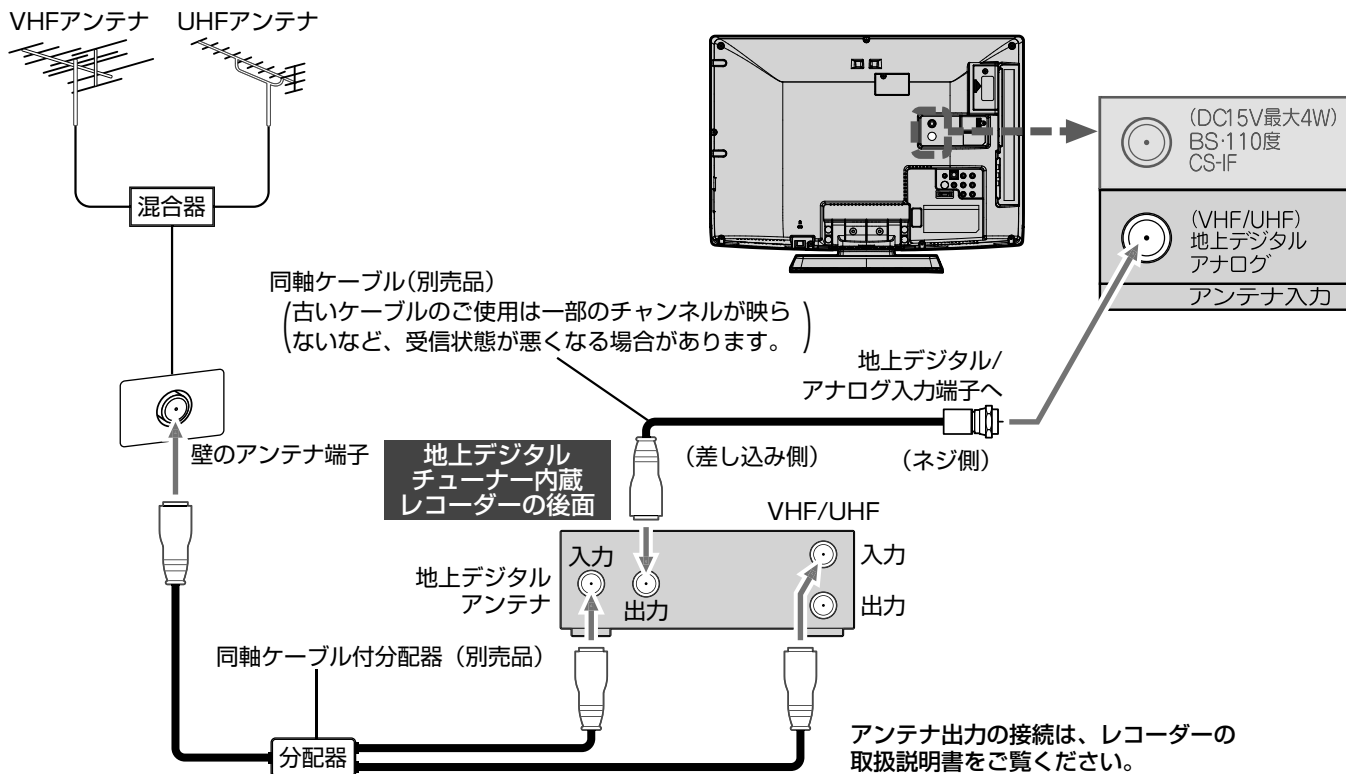 VHFアンテナ
UHFアンテナ
混合器
(DC15V最大4W)
BS·110度
CS-IF
(VHF/UHF)
地上デジタル
アナログ
アンテナ入力
同軸ケーブル(別売品)
(古いケーブルのご使用は一部のチャンネルが映ら
ないなど、受信状態が悪くなる場合があります。)
地上デジタル/
アナログ入力端子へ
壁のアンテナ端子
地上デジタル
チューナー内蔵
レコーダーの後面
(差し込み側)
(ネジ側)
VHF/UHF
入力
出力
入力
出力
地上デジタル
アンテナ
同軸ケーブル付分配器（別売品）
分配器
アンテナ出力の接続は、レコーダーの
取扱説明書をご覧ください。